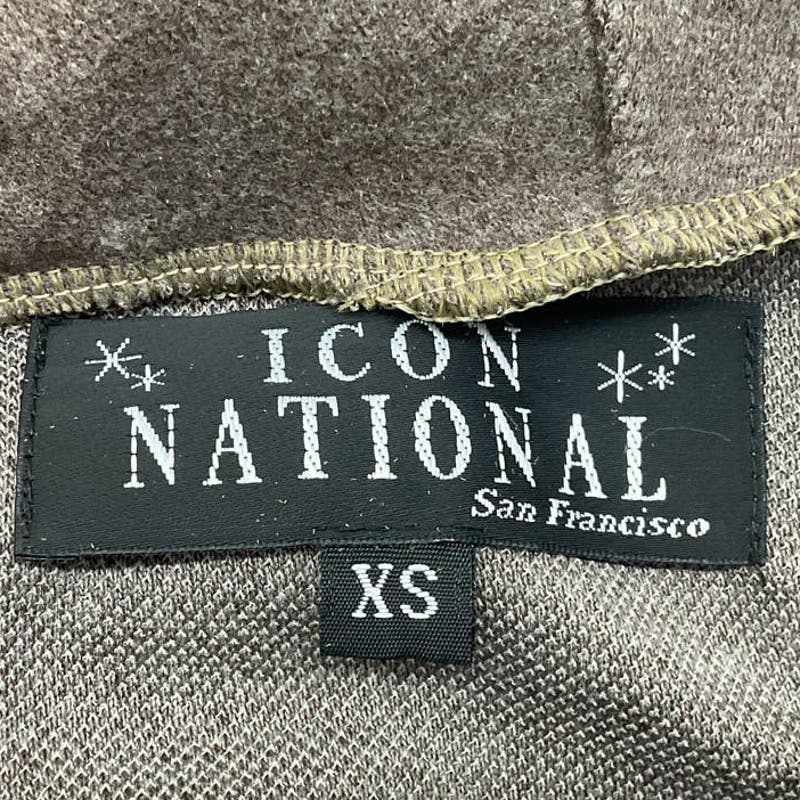 ICON
NATIONAL
San Francisco
XS